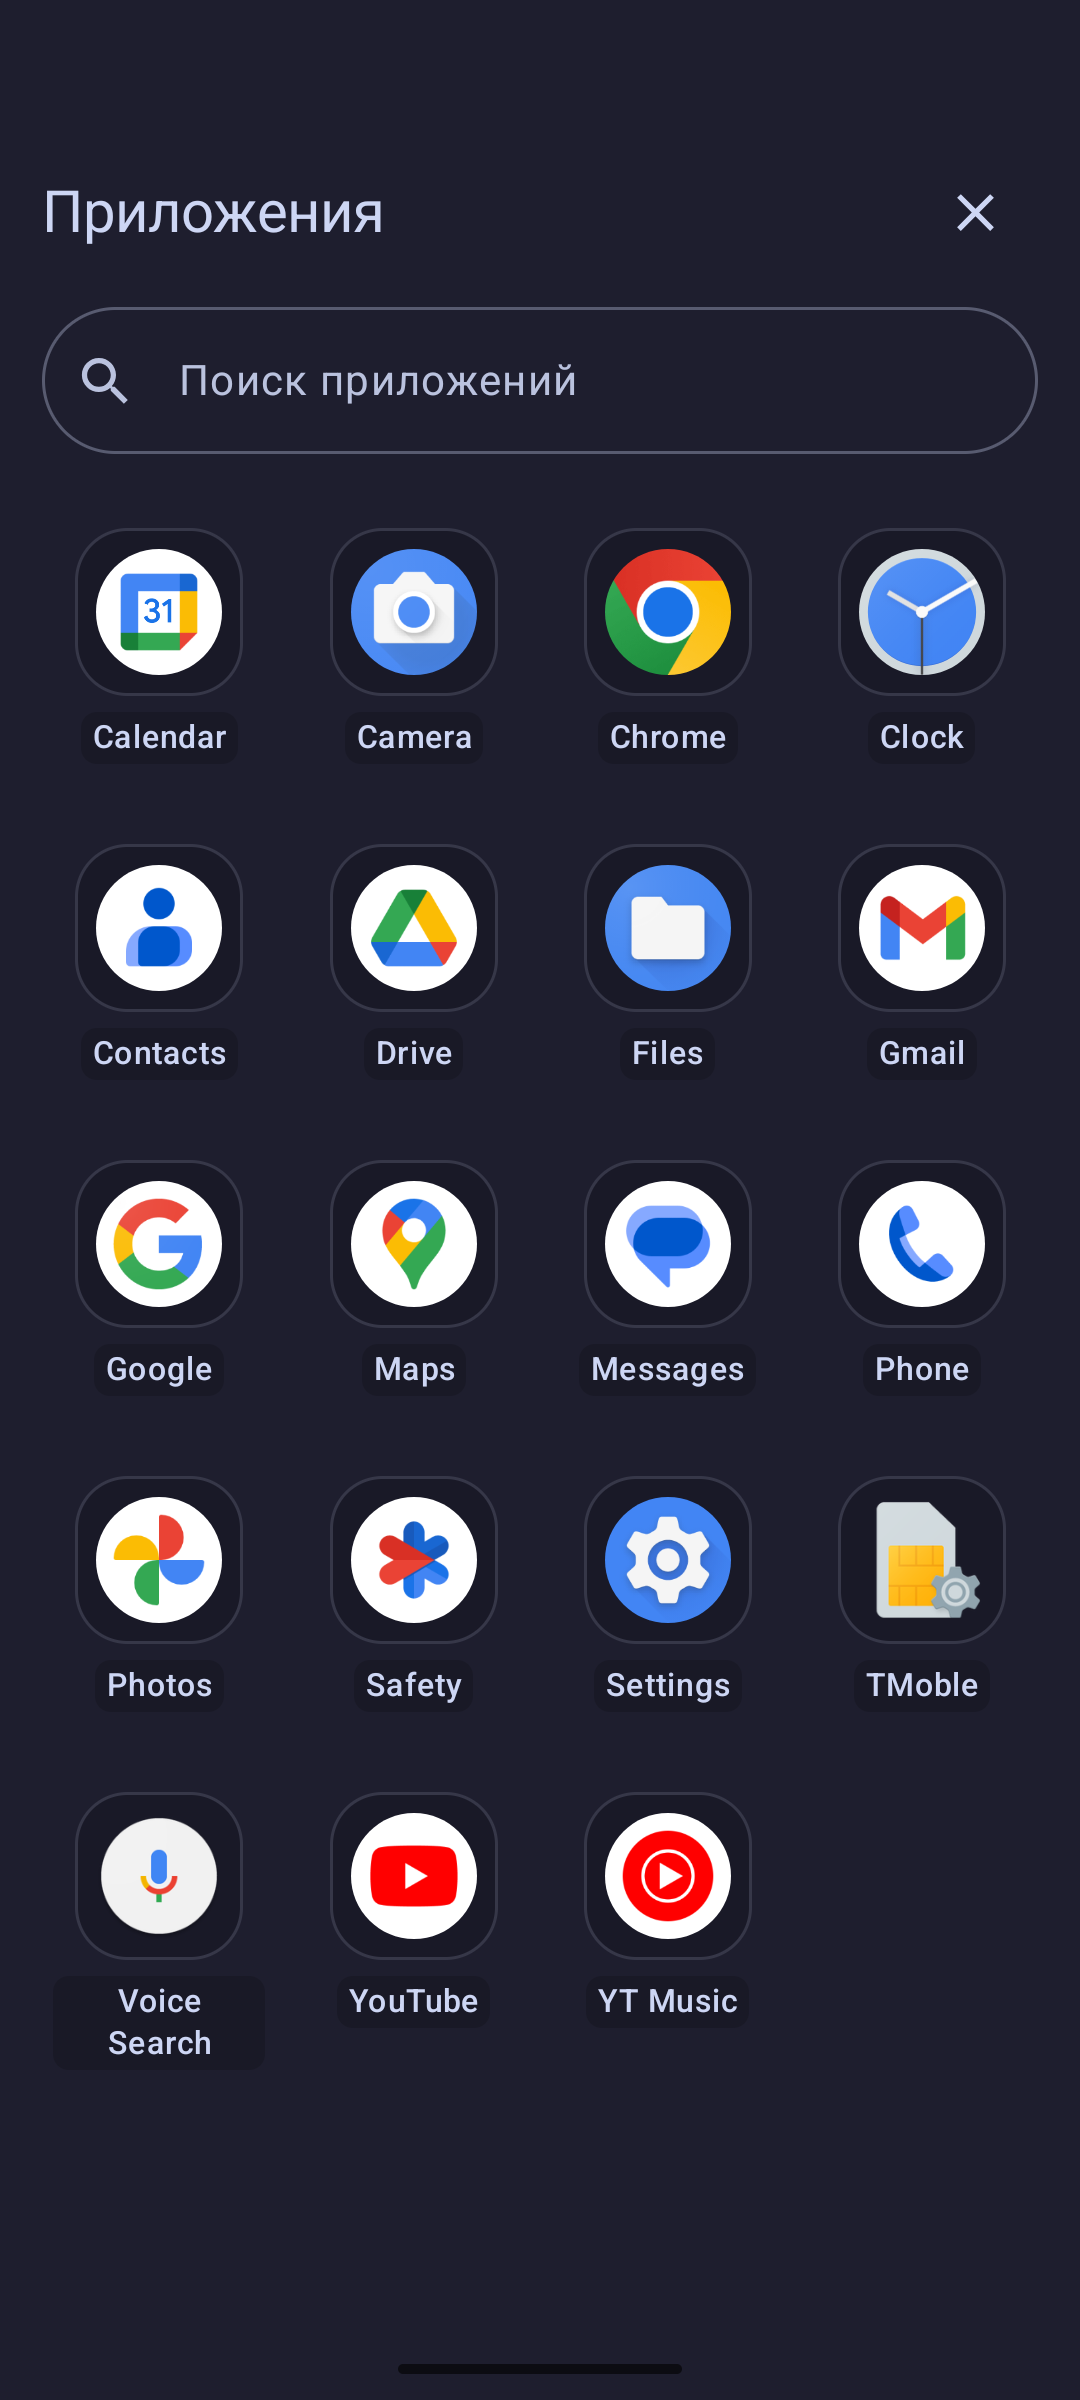 Приложения
Поиск приложений
31
Calendar
Camera
Chrome
Clock
Contacts
Drive
Files
Gmail
Google
Maps
Messages
Phone
Photos
Safety
Settings
TMoble
Voice
Search
YouTube
YT Music